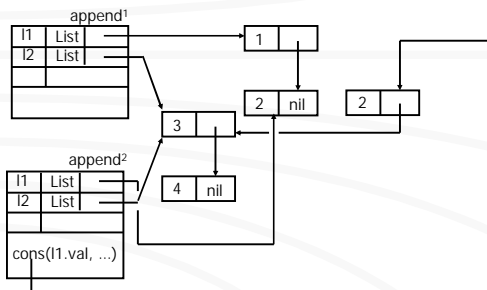 append¹
l1 List
l2 List
1
2 nil
2
3
4 nil
append²
l1 List
l2 List
cons(l1.val, ...)